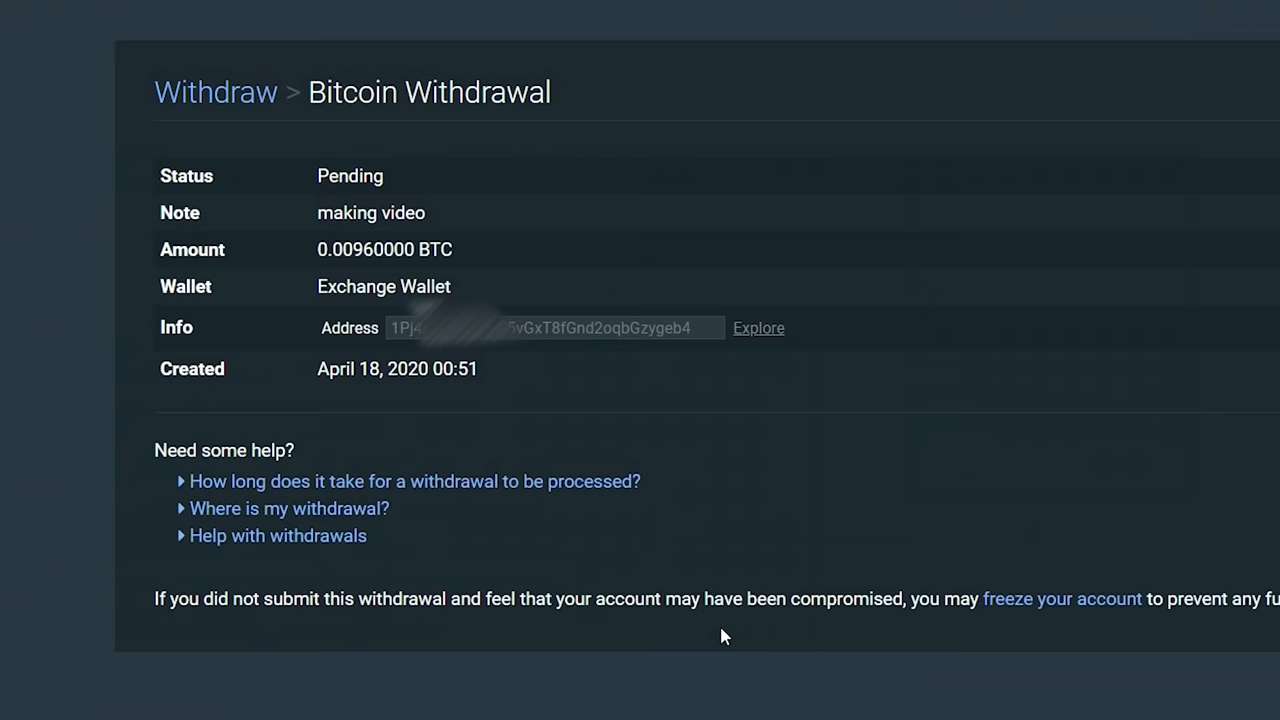 Withdraw > Bitcoin Withdrawal
Status Pending
Note making video
Amount 0.00960000 BTC
Wallet Exchange Wallet
Info Address 1Pj4 5vGxT8fGnd2oqbGzygeb4 Explore
Created April 18, 2020 00:51
Need some help?
How long does it take for a withdrawal to be processed?
Where is my withdrawal?
Help with withdrawals
If you did not submit this withdrawal and feel that your account may have been compromised, you may freeze your account to prevent any fu